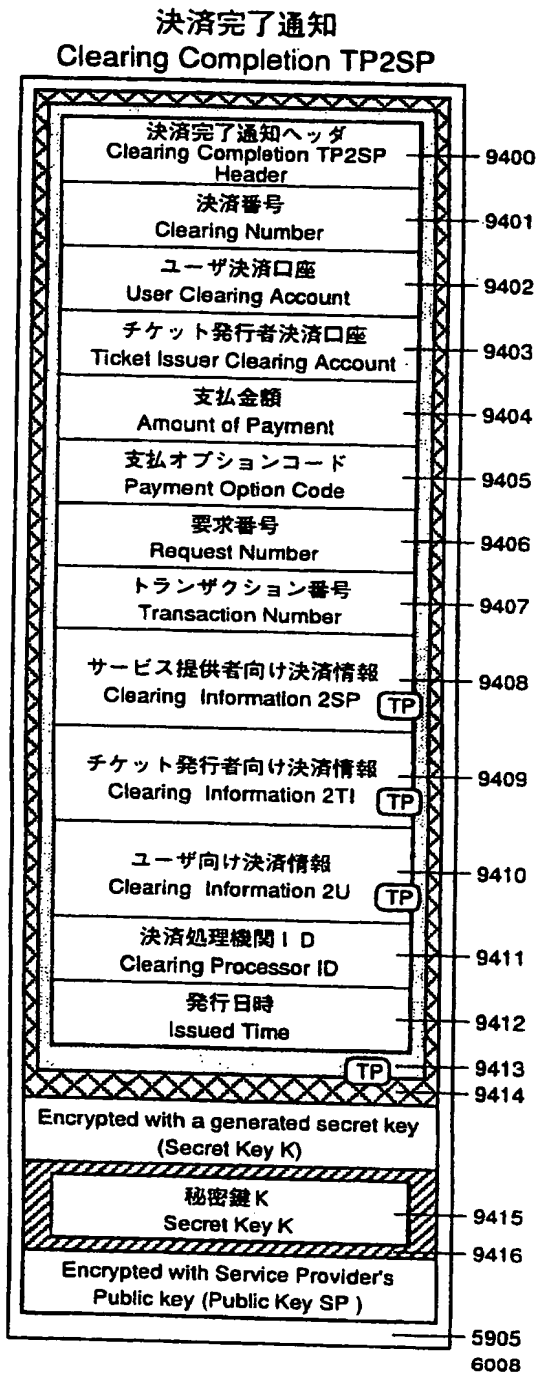 決済完了通知
Clearing Completion TP2SP
決済完了通知ヘッダ
Clearing Completion TP2SP
Header
9400
決済番号
Clearing Number
9401
ユーザ決済口座
User Clearing Account
9402
チケット発行者決済口座
Ticket Issuer Clearing Account
9403
支払金額
Amount of Payment
9404
支払オプションコード
Payment Option Code
9405
要求番号
Request Number
9406
トランザクション番号
Transaction Number
9407
サービス提供者向け決済情報
Clearing Information 2SP
TP
9408
チケット発行者向け決済情報
Clearing Information 2TI
TP
9409
ユーザ向け決済情報
Clearing Information 2U
TP
9410
決済処理機関ID
Clearing Processor ID
9411
発行日時
Issued Time
9412
TP
9413
9414
Encrypted with a generated secret key
(Secret Key K)
秘密鍵K
Secret Key K
9415
9416
Encrypted with Service Provider's
Public key (Public Key SP )
5905
6008